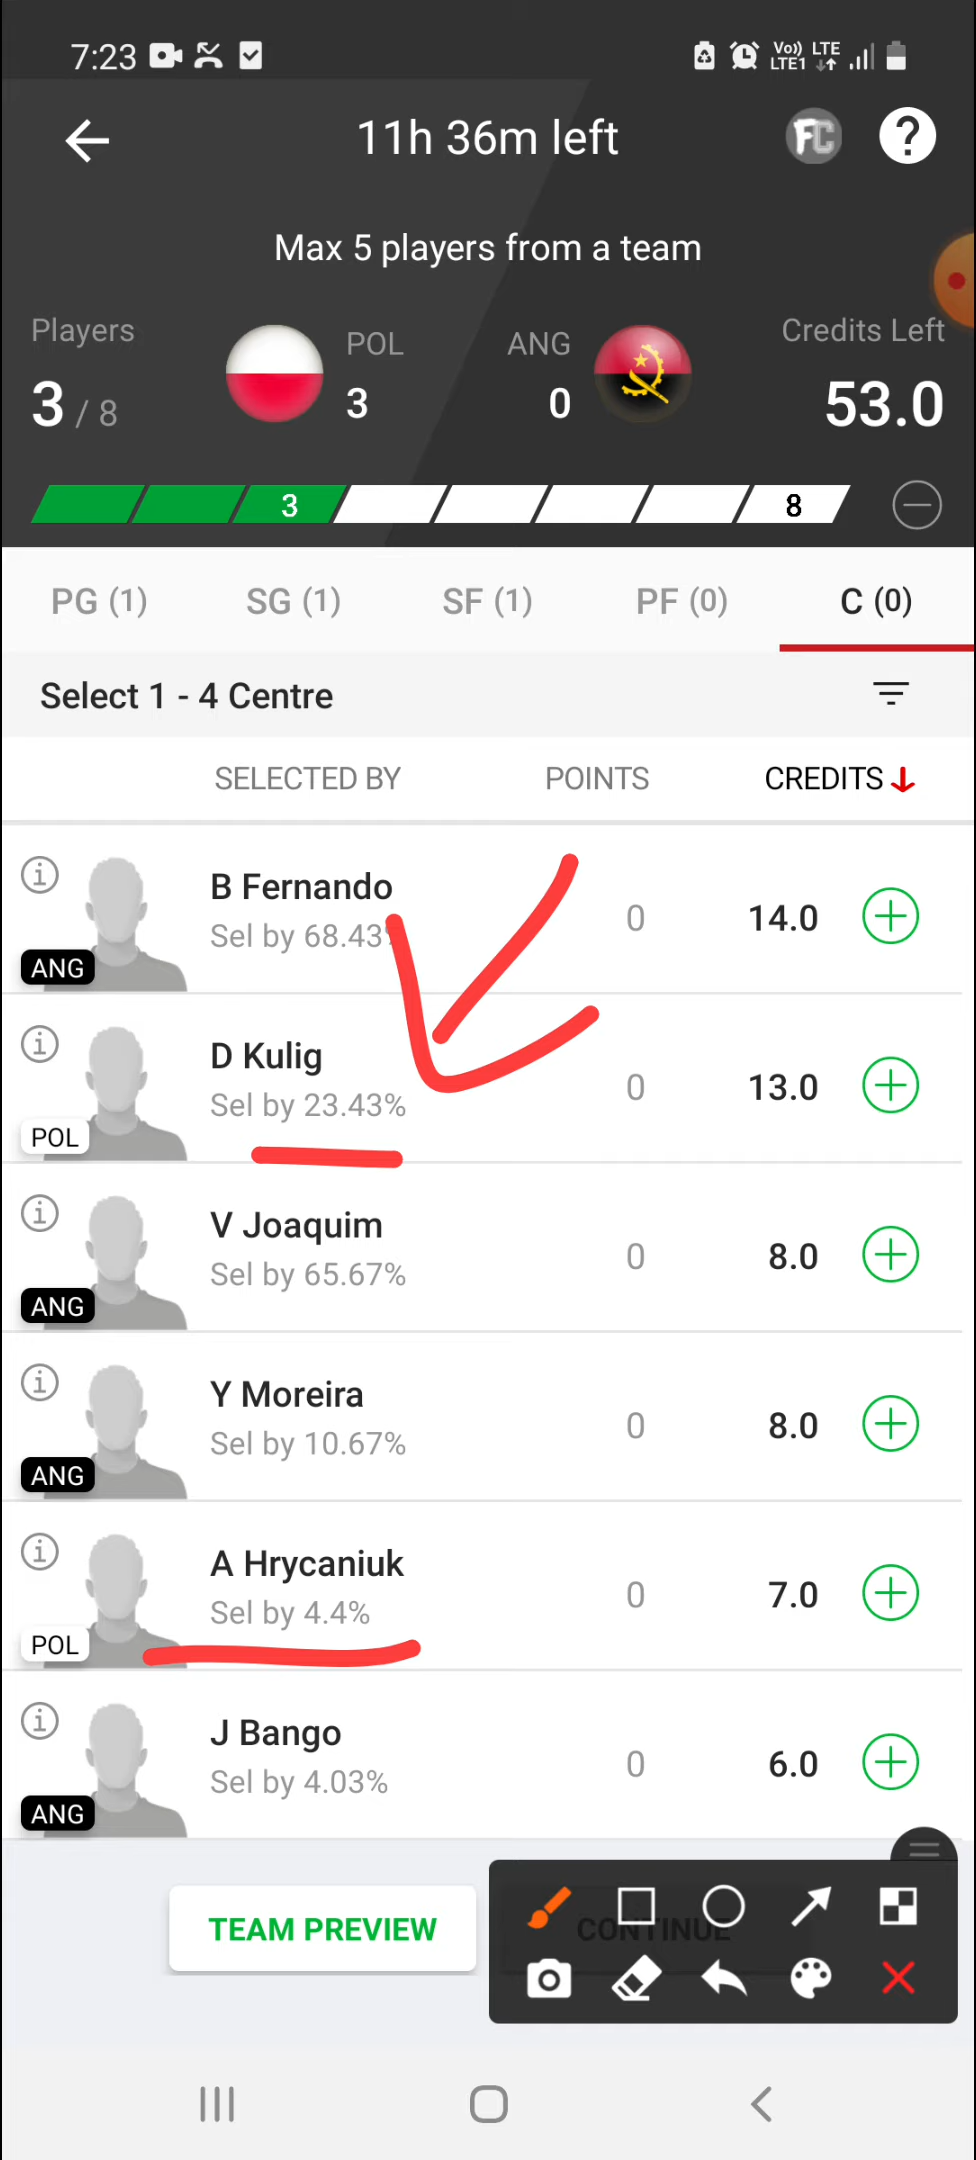 7:23
Vo)) LTE
LTE1
11h 36m left
FC
?
Max 5 players from a team
Players
POL
ANG
Credits Left
3 / 8
3
0
53.0
3
8
PG (1)
SG (1)
SF (1)
PF (0)
C (0)
Select 1 - 4 Centre
SELECTED BY
POINTS
CREDITS
B Fernando
Sel by 68.43%
0
14.0
ANG
D Kulig
Sel by 23.43%
0
13.0
POL
V Joaquim
Sel by 65.67%
0
8.0
ANG
Y Moreira
Sel by 10.67%
0
8.0
ANG
A Hrycaniuk
Sel by 4.4%
0
7.0
POL
J Bango
Sel by 4.03%
0
6.0
ANG
TEAM PREVIEW
CONTINUE